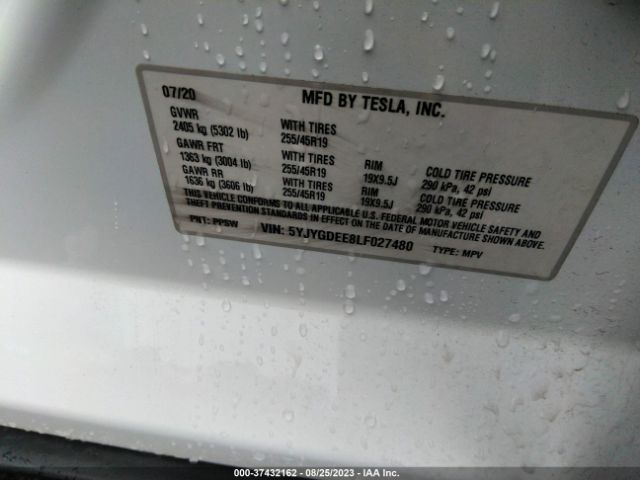 07/20 MFD BY TESLA, INC.
GVWR
2405 kg (5302 lb) WITH TIRES
GAWR FRT 255/45R19 RIM COLD TIRE PRESSURE
1363 kg (3004 lb) WITH TIRES 19X9.5J 290 kPa, 42 psi
GAWR RR 255/45R19 RIM COLD TIRE PRESSURE
1636 kg (3606 lb) 19X9.5J 290 kPa, 42 psi
THIS VEHICLE CONFORMS TO ALL APPLICABLE U.S. FEDERAL MOTOR VEHICLE SAFETY AND
THEFT PREVENTION STANDARDS IN EFFECT ON THE DATE OF MANUFACTURE SHOWN ABOVE.
PNT: PPSW VIN: 5YJYGDEE8LF027480 TYPE: MPV
000-37432162 - 08/25/2023 - IAA Inc.